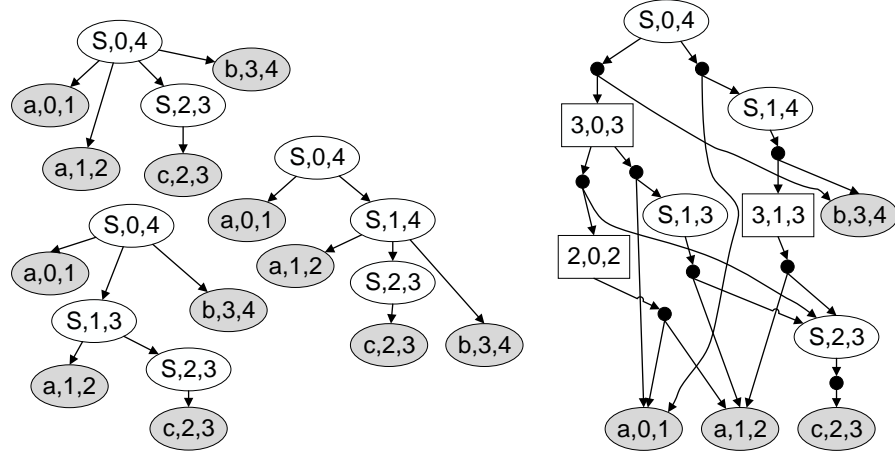 S,0,4
b,3,4
a,0,1
S,2,3
a,1,2
c,2,3
S,0,4
a,0,1
S,1,4
a,1,2
S,2,3
c,2,3
b,3,4
S,0,4
a,0,1
b,3,4
S,1,3
a,1,2
S,2,3
c,2,3
S,0,4
S,1,4
3,0,3
S,1,3
3,1,3
b,3,4
2,0,2
S,2,3
a,0,1
a,1,2
c,2,3